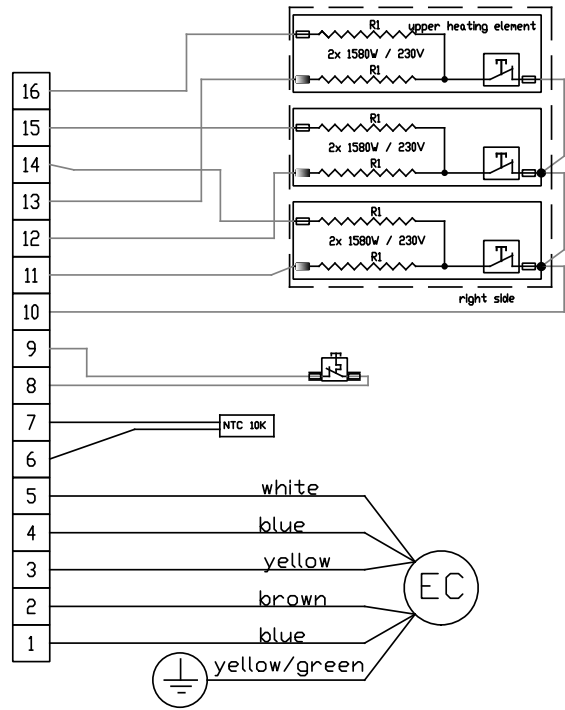 R1 upper heating element
2x 1580W / 230V
R1
16
15
R1
2x 1580W / 230V
14
R1
13
R1
12
2x 1580W / 230V
R1
11
right side
10
9
8
7
NTC 10K
6
white
5
blue
4
yellow
3
EC
brown
2
blue
1
yellow/green